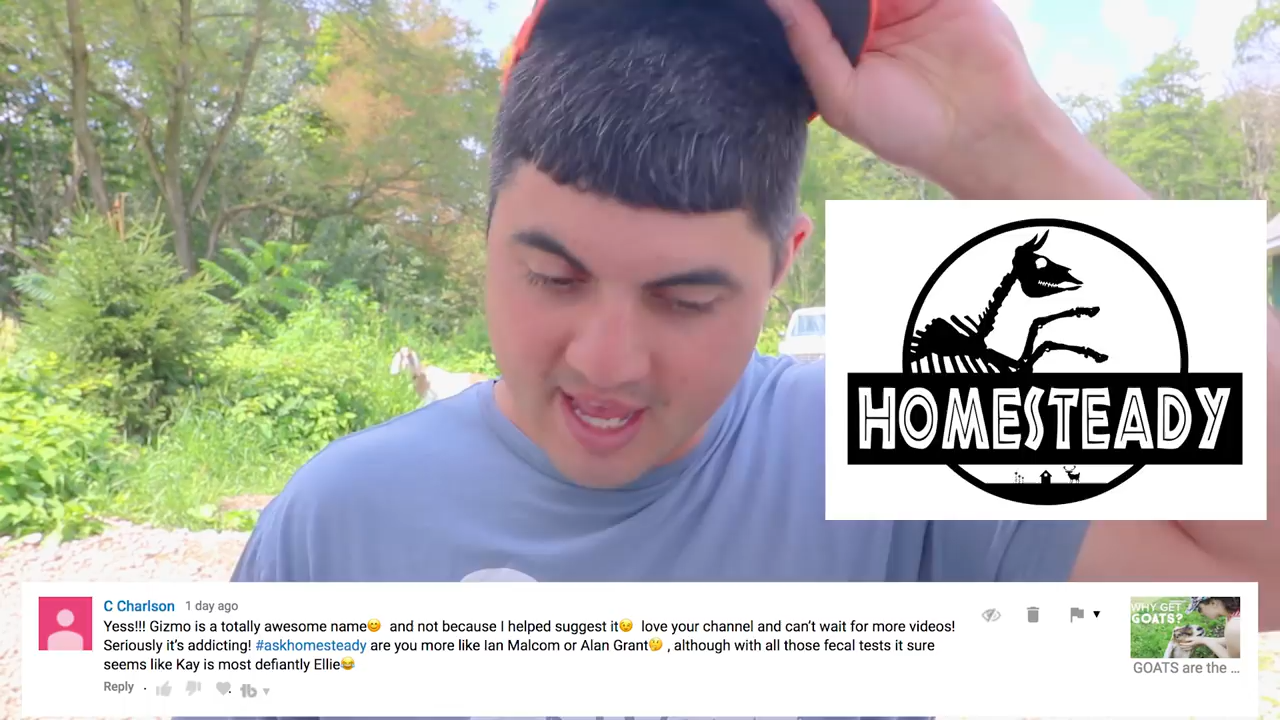 HOMESTEADY
C Charlson 1 day ago
Yess!!! Gizmo is a totally awesome name😊 and not because I helped suggest it😉 love your channel and can't wait for more videos!
Seriously it's addicting! #askhomesteady are you more like Ian Malcom or Alan Grant🤔 , although with all those fecal tests it sure
seems like Kay is most defiantly Ellie😂
Reply
WHY GET
GOATS?
GOATS are the ...